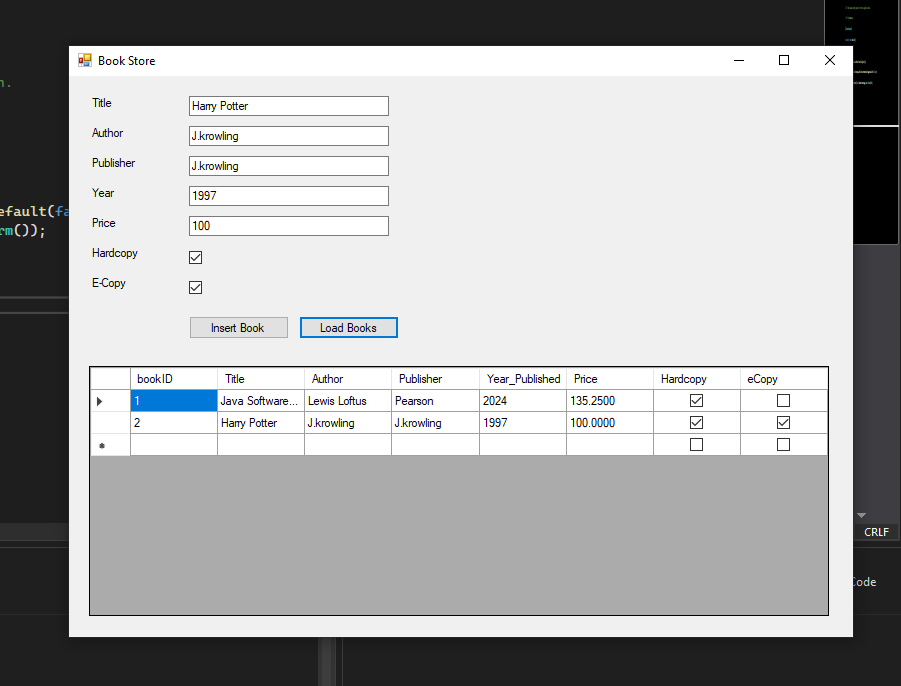 Book Store
n.
Title Harry Potter
Author J.krowling
Publisher J.krowling
efault(fa
Year 1997
rm());
Price 100
Hardcopy
E-Copy
Insert Book Load Books
bookID Title Author Publisher Year_Published Price Hardcopy eCopy
1 Java Software... Lewis Loftus Pearson 2024 135.2500
2 Harry Potter J.krowling J.krowling 1997 100.0000
CRLF
Code